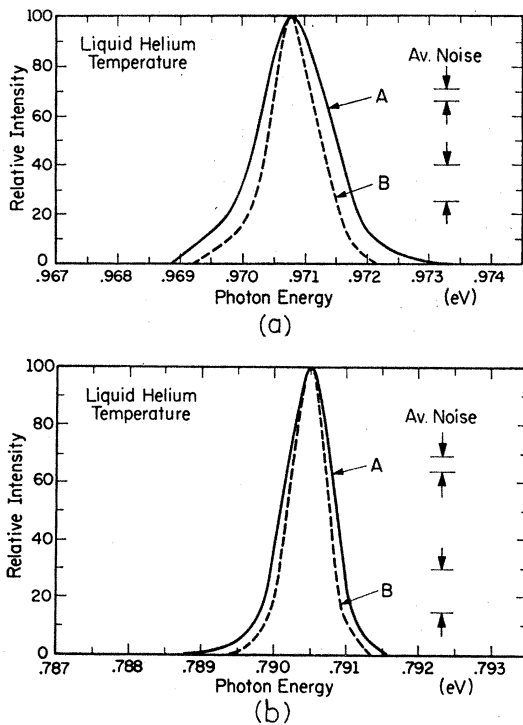 100
80
60
40
20
0
Relative Intensity
Liquid Helium
Temperature
A
B
Av. Noise
.967 .968 .969 .970 .971 .972 .973 .974
Photon Energy (eV)
(a)
100
80
60
40
20
0
Relative Intensity
Liquid Helium
Temperature
A
B
Av. Noise
.787 .788 .789 .790 .791 .792 .793
Photon Energy (eV)
(b)